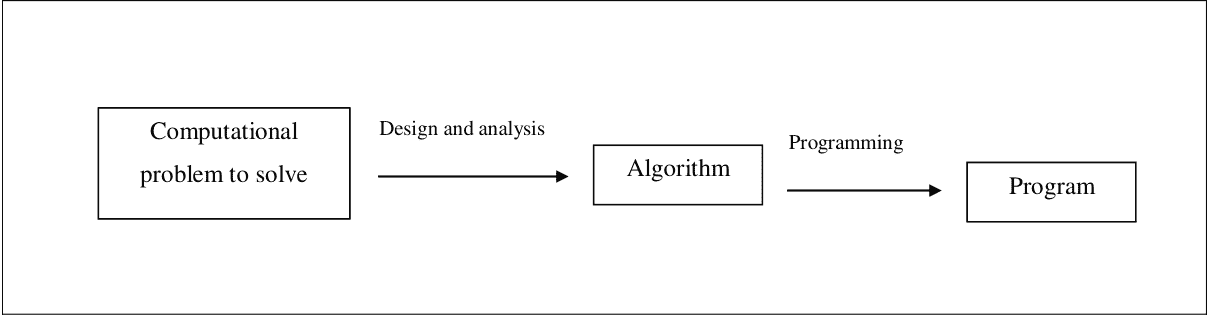 Computational
problem to solve
Design and analysis
Algorithm
Programming
Program